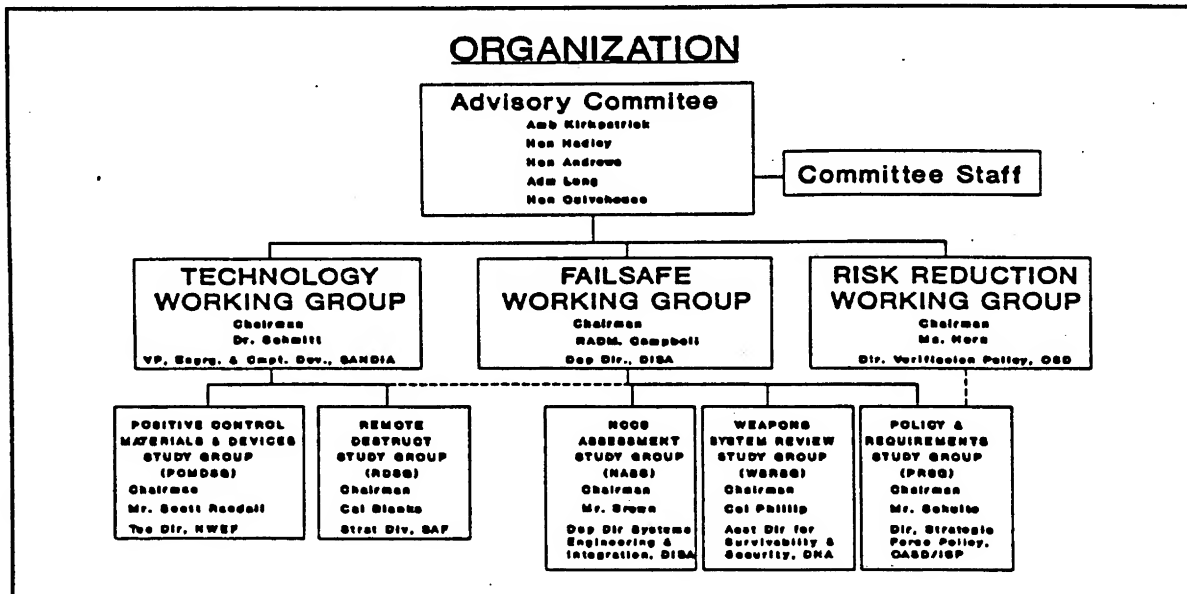 ORGANIZATION
Advisory Commitee
Amb Kirkpatrick
Hon Hadley
Hon Andrews
Adm Long
Hon Quivehouse
Committee Staff
TECHNOLOGY
WORKING GROUP
Chairman
Dr. Schmitt
VP, Engrg. & Cmpt. Dev., SANDIA
FAILSAFE
WORKING GROUP
Chairman
RADM. Campbell
Dep Dir., DISA
RISK REDUCTION
WORKING GROUP
Chairman
Ms. Hern
Dir. Verification Policy, OSD
POSITIVE CONTROL
MATERIALS & DEVICES
STUDY GROUP
(PCMDSG)
Chairman
Mr. Scott Randall
Dir, NWEF
REMOTE
DESTRUCT
STUDY GROUP
(RDSG)
Chairman
Col Blanks
Strat Div, SAF
NCCS
ASSESSMENT
STUDY GROUP
(NASG)
Chairman
Mr. Brown
Dep Dir Systems
Engineering &
Integration, DISA
WEAPONS
SYSTEM REVIEW
STUDY GROUP
(WSRSG)
Chairman
Col Phillip
Asst Dir for
Survivability &
Security, DNA
POLICY &
REQUIREMENTS
STUDY GROUP
(PRSG)
Chairman
Mr. Schulte
Dir, Strategic
Force Policy,
OASD/ISP